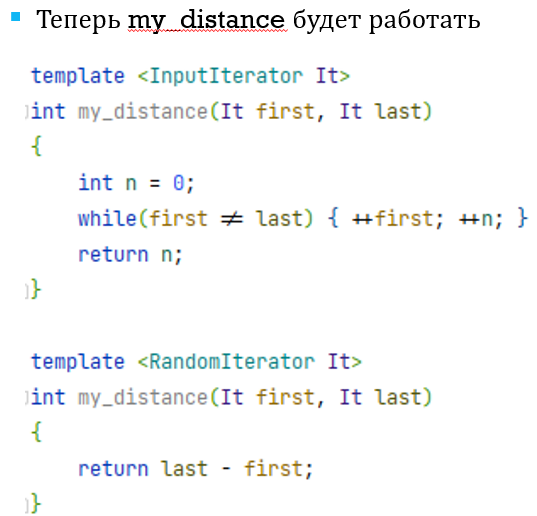 Теперь my_distance будет работать
template <InputIterator It>
int my_distance(It first, It last)
{
    int n = 0;
    while(first ≠ last) { ++first; ++n; }
    return n;
}
template <RandomIterator It>
int my_distance(It first, It last)
{
    return last - first;
}